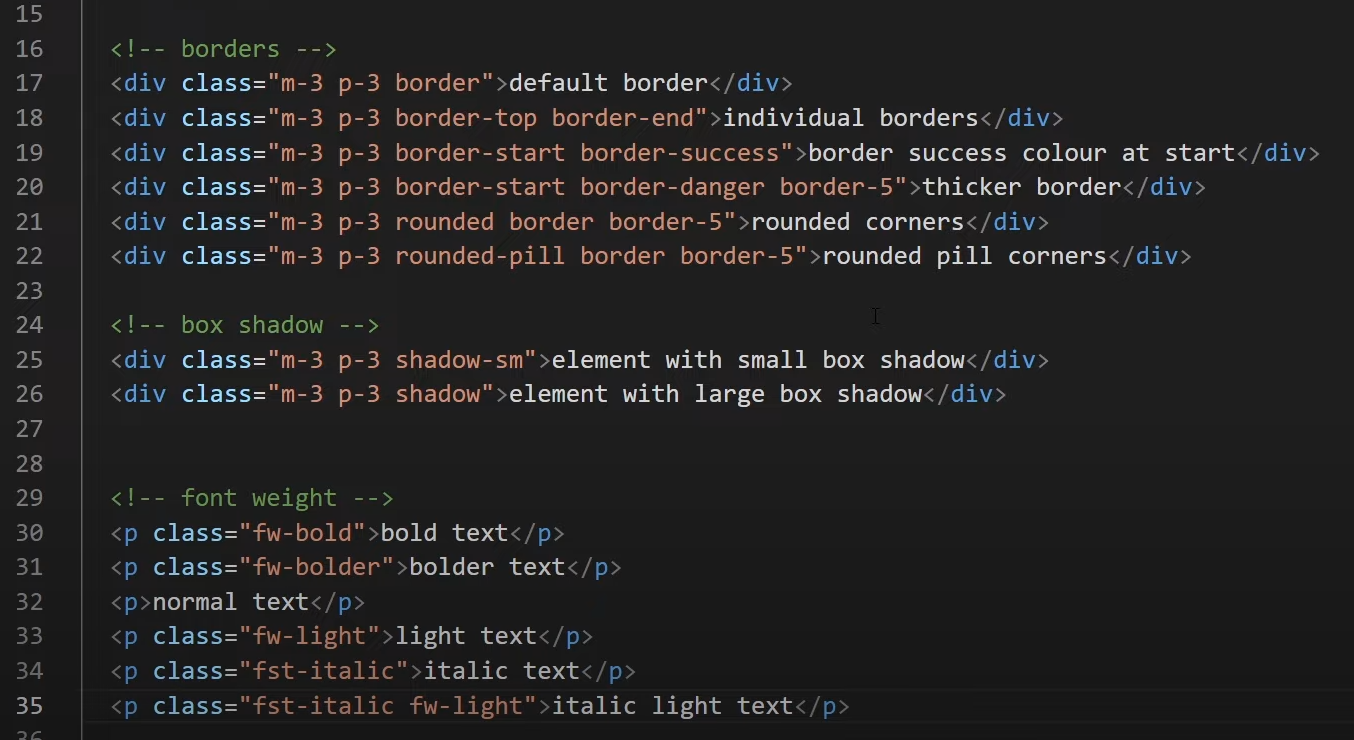 15
16 <!-- borders -->
17 <div class="m-3 p-3 border">default border</div>
18 <div class="m-3 p-3 border-top border-end">individual borders</div>
19 <div class="m-3 p-3 border-start border-success">border success colour at start</div>
20 <div class="m-3 p-3 border-start border-danger border-5">thicker border</div>
21 <div class="m-3 p-3 rounded border border-5">rounded corners</div>
22 <div class="m-3 p-3 rounded-pill border border-5">rounded pill corners</div>
23
24 <!-- box shadow -->
25 <div class="m-3 p-3 shadow-sm">element with small box shadow</div>
26 <div class="m-3 p-3 shadow">element with large box shadow</div>
27
28
29 <!-- font weight -->
30 <p class="fw-bold">bold text</p>
31 <p class="fw-bolder">bolder text</p>
32 <p>normal text</p>
33 <p class="fw-light">light text</p>
34 <p class="fst-italic">italic text</p>
35 <p class="fst-italic fw-light">italic light text</p>
36